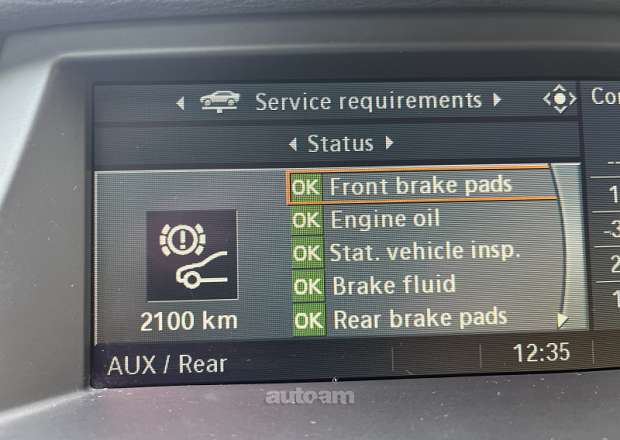 Service requirements
Co
Status
OK Front brake pads
OK Engine oil
OK Stat. vehicle insp.
OK Brake fluid
OK Rear brake pads
2100 km
AUX / Rear
12:35
autoam